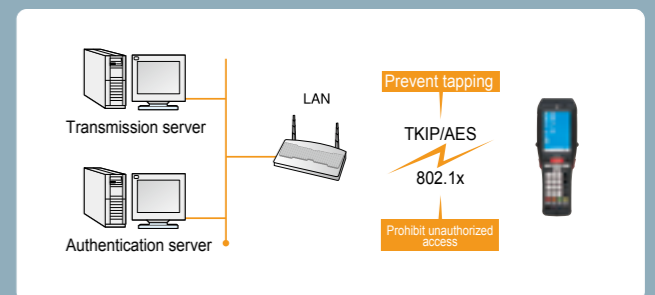 Transmission server
Authentication server
LAN
Prevent tapping
TKIP/AES
802.1x
Prohibit unauthorized
access